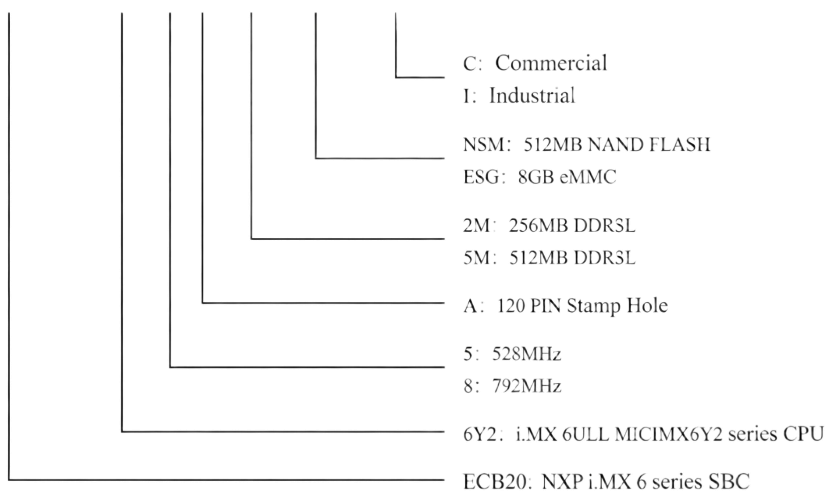 C: Commercial
I: Industrial
NSM: 512MB NAND FLASH
ESG: 8GB eMMC
2M: 256MB DDR3L
5M: 512MB DDR3L
A: 120 PIN Stamp Hole
5: 528MHz
8: 792MHz
6Y2: i.MX 6ULL MICIMX6Y2 series CPU
ECB20: NXP i.MX 6 series SBC